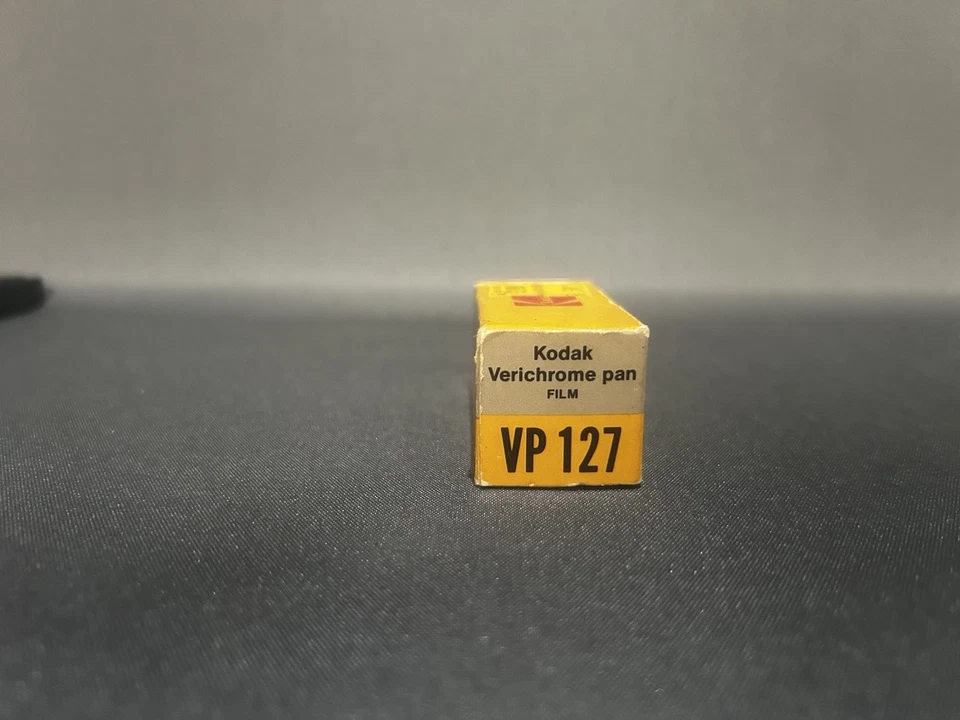 Kodak
Verichrome pan
FILM
VP 127